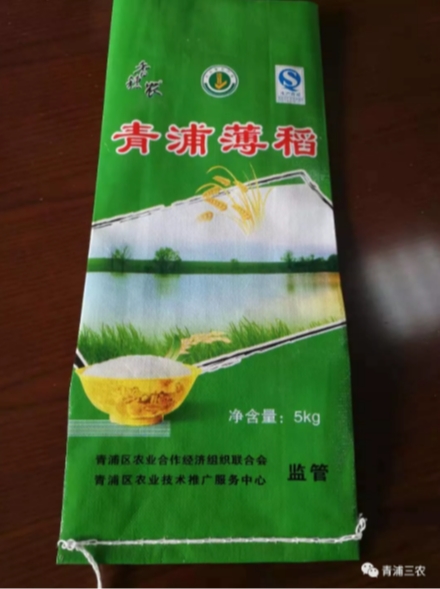 青浦薄稻
净含量：5kg
青浦区农业合作经济组织联合会
青浦区农业技术推广服务中心 监管
青浦三农